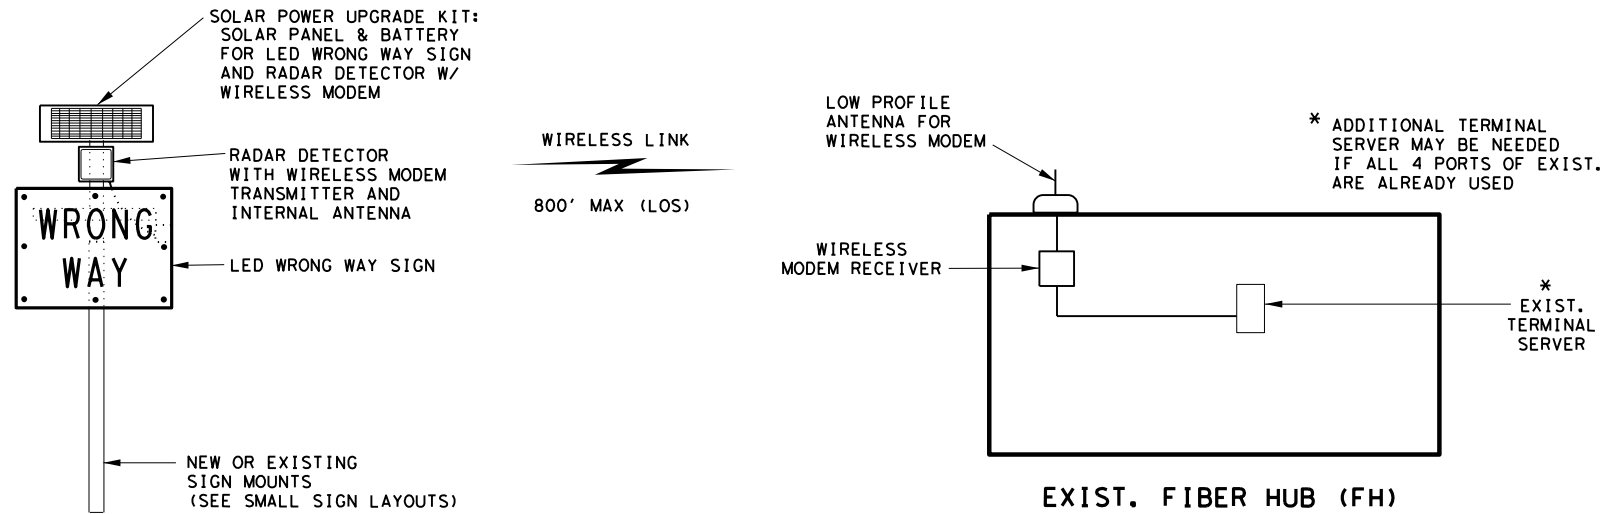 SOLAR POWER UPGRADE KIT:
SOLAR PANEL & BATTERY
FOR LED WRONG WAY SIGN
AND RADAR DETECTOR W/
WIRELESS MODEM
RADAR DETECTOR
WITH WIRELESS MODEM
TRANSMITTER AND
INTERNAL ANTENNA
WRONG
WAY
LED WRONG WAY SIGN
NEW OR EXISTING
SIGN MOUNTS
(SEE SMALL SIGN LAYOUTS)
WIRELESS LINK
800' MAX (LOS)
LOW PROFILE
ANTENNA FOR
WIRELESS MODEM
* ADDITIONAL TERMINAL
SERVER MAY BE NEEDED
IF ALL 4 PORTS OF EXIST.
ARE ALREADY USED
WIRELESS
MODEM RECEIVER
*
EXIST.
TERMINAL
SERVER
EXIST. FIBER HUB (FH)